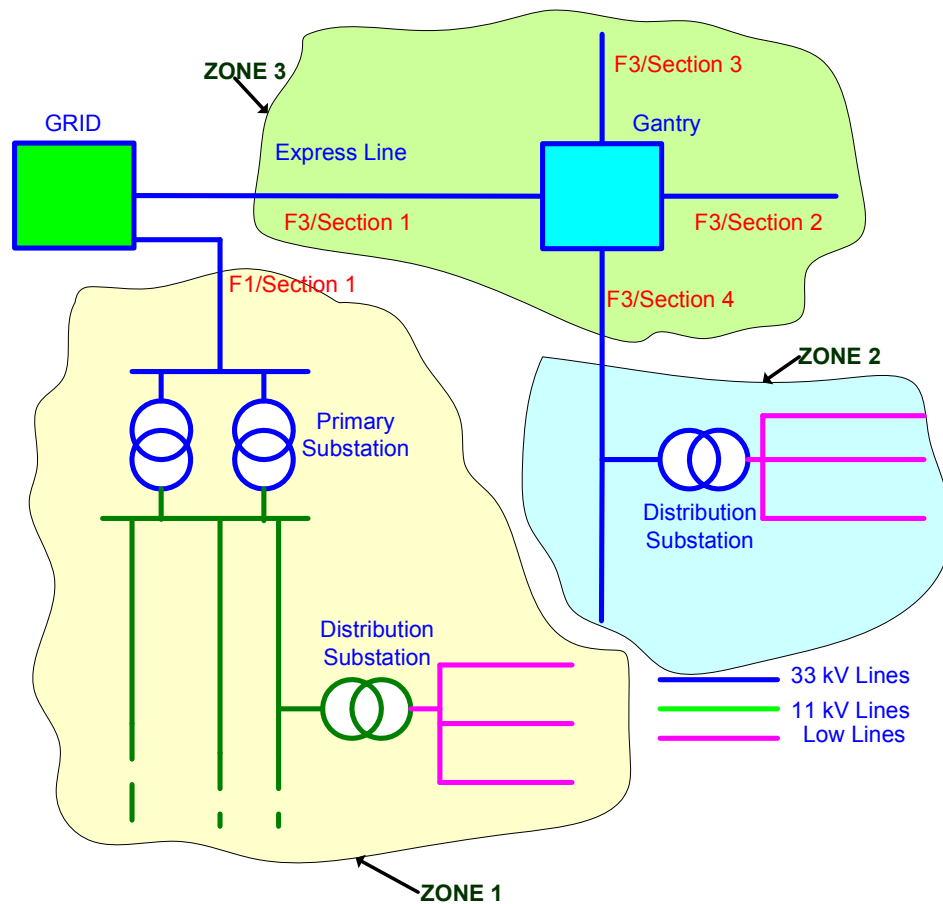 F3/Section 3
ZONE 3
GRID
Gantry
Express Line
F3/Section 1
F3/Section 2
F1/Section 1
F3/Section 4
ZONE 2
Primary
Substation
Distribution
Substation
Distribution
Substation
33 kV Lines
11 kV Lines
Low Lines
ZONE 1